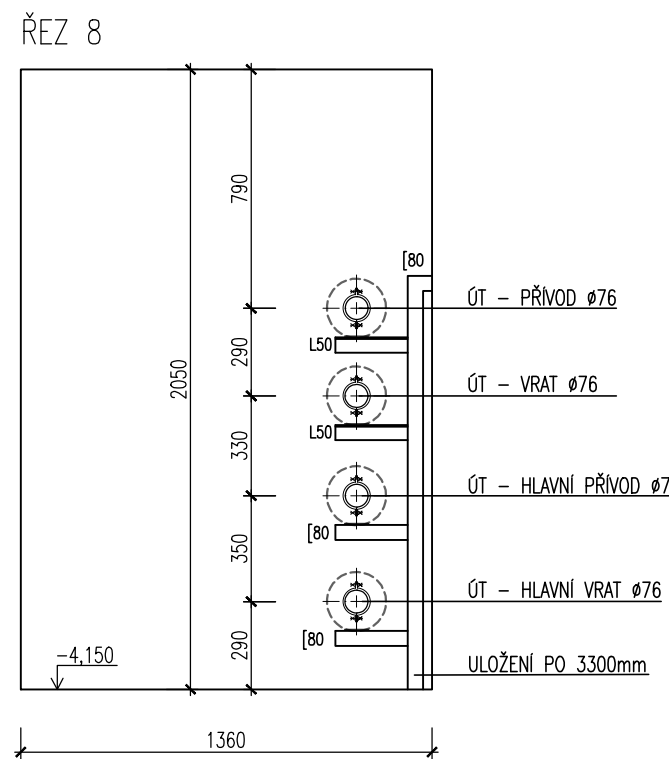 ŘEZ 8
790
[80
ÚT - PŘÍVOD ø76
290
L50
2050
ÚT - VRAT ø76
330
L50
ÚT - HLAVNÍ PŘÍVOD ø7
350
[80
ÚT - HLAVNÍ VRAT ø76
290
[80
-4,150
ULOŽENÍ PO 3300mm
1360